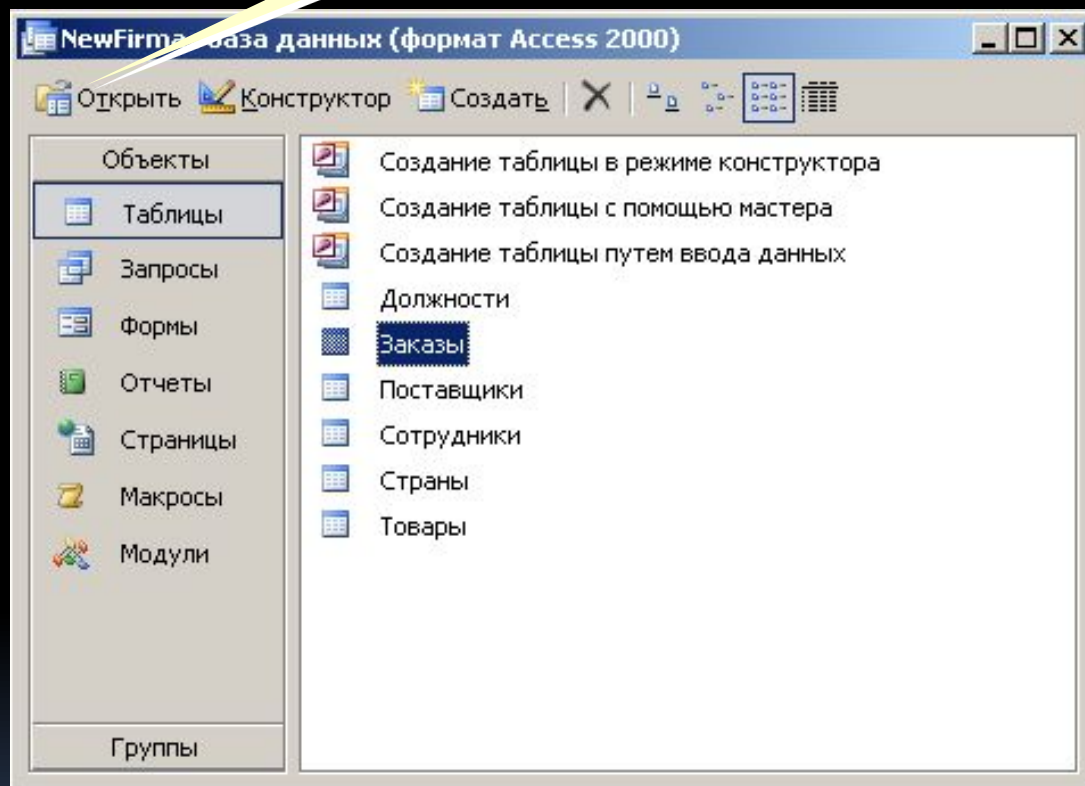 NewFirma база данных (формат Access 2000)
Открыть Конструктор Создать
Объекты
Таблицы
Запросы
Формы
Отчеты
Страницы
Макросы
Модули
Группы
Создание таблицы в режиме конструктора
Создание таблицы с помощью мастера
Создание таблицы путем ввода данных
Должности
Заказы
Поставщики
Сотрудники
Страны
Товары